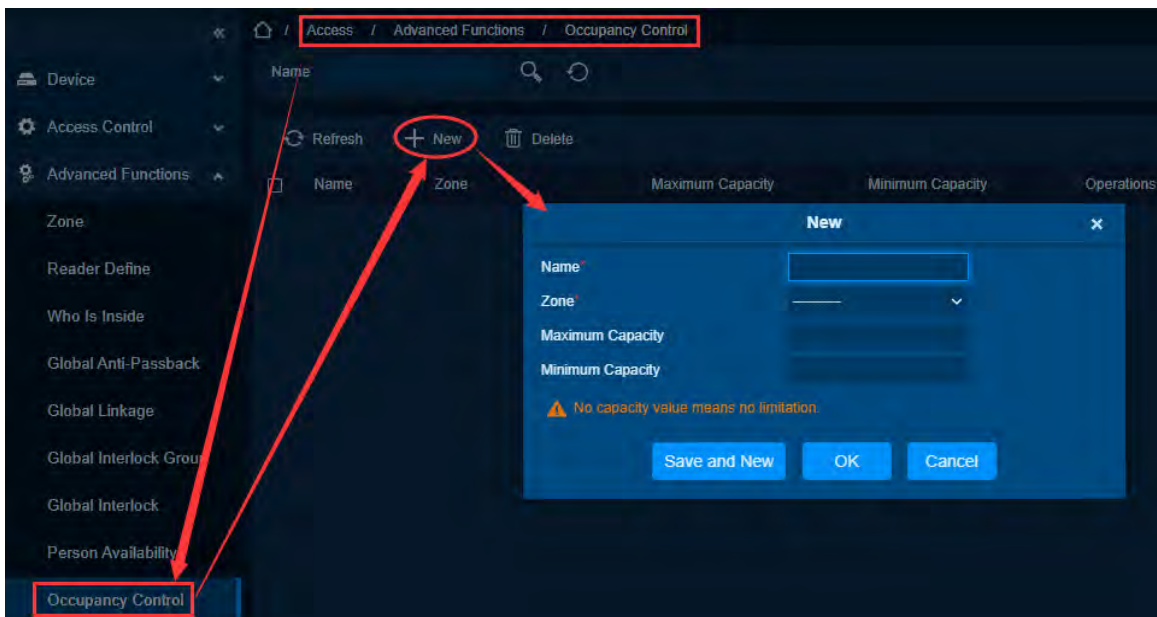 / Access / Advanced Functions / Occupancy Control
Device
Access Control
Advanced Functions
Zone
Reader Define
Who Is Inside
Global Anti-Passback
Global Linkage
Global Interlock Group
Global Interlock
Person Availability
Occupancy Control
Name
Refresh
New
Delete
Name Zone Maximum Capacity Minimum Capacity Operations
New
Name*
Zone*
---------
Maximum Capacity
Minimum Capacity
No capacity value means no limitation.
Save and New OK Cancel